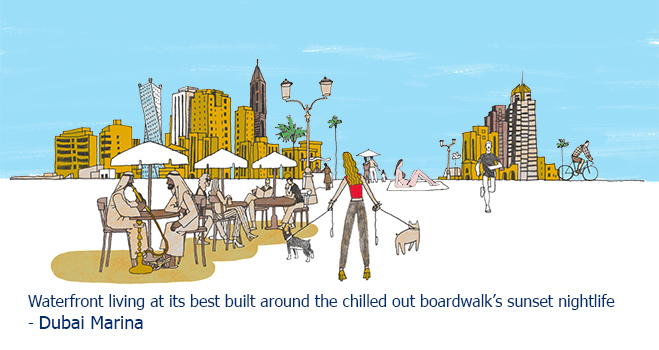 Waterfront living at its best built around the chilled out boardwalk’s sunset nightlife
- Dubai Marina